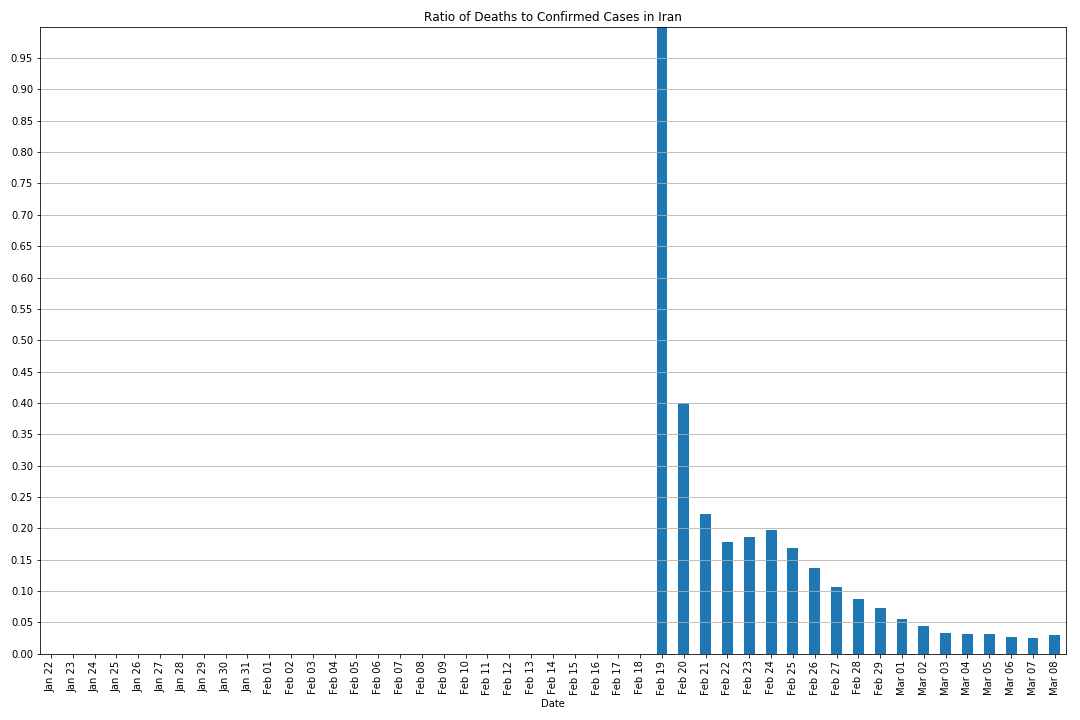 Ratio of Deaths to Confirmed Cases in Iran
0.95
0.90
0.85
0.80
0.75
0.70
0.65
0.60
0.55
0.50
0.45
0.40
0.35
0.30
0.25
0.20
0.15
0.10
0.05
0.00
Jan 22
Jan 23
Jan 24
Jan 25
Jan 26
Jan 27
Jan 28
Jan 29
Jan 30
Jan 31
Feb 01
Feb 02
Feb 03
Feb 04
Feb 05
Feb 06
Feb 07
Feb 08
Feb 09
Feb 10
Feb 11
Feb 12
Feb 13
Feb 14
Feb 15
Feb 16
Feb 17
Feb 18
Feb 19
Feb 20
Feb 21
Feb 22
Feb 23
Feb 24
Feb 25
Feb 26
Feb 27
Feb 28
Feb 29
Mar 01
Mar 02
Mar 03
Mar 04
Mar 05
Mar 06
Mar 07
Mar 08
Date